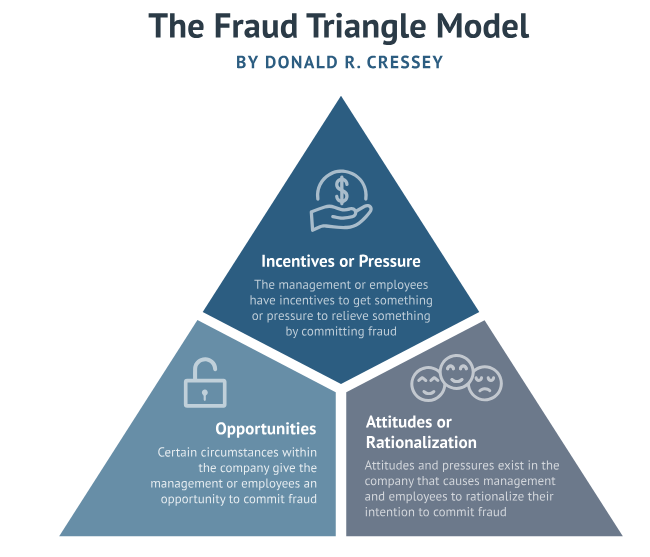 The Fraud Triangle Model
BY DONALD R. CRESSEY
$
Incentives or Pressure
The management or employees
have incentives to get something
or pressure to relieve something
by committing fraud
Opportunities
Certain circumstances within
the company give the
management or employees an
opportunity to commit fraud
Attitudes or
Rationalization
Attitudes and pressures exist in the
company that causes management
and employees to rationalize their
intention to commit fraud